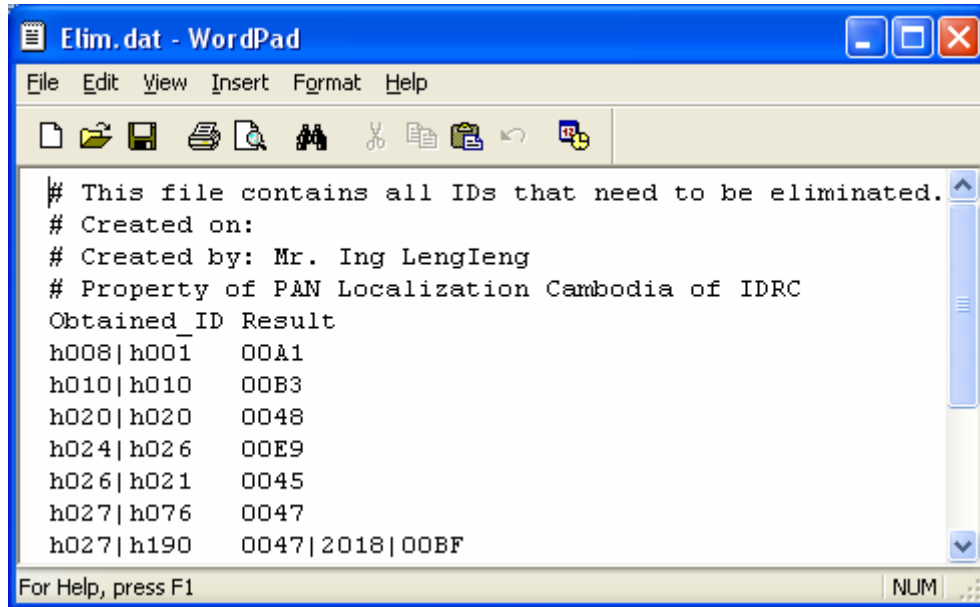 Elim.dat - WordPad
File Edit View Insert Format Help
# This file contains all IDs that need to be eliminated.
# Created on:
# Created by: Mr. Ing LengIeng
# Property of PAN Localization Cambodia of IDRC
Obtained_ID Result
h008|h001 00A1
h010|h010 00B3
h020|h020 0048
h024|h026 00E9
h026|h021 0045
h027|h076 0047
h027|h190 0047|2018|00BF
For Help, press F1 NUM